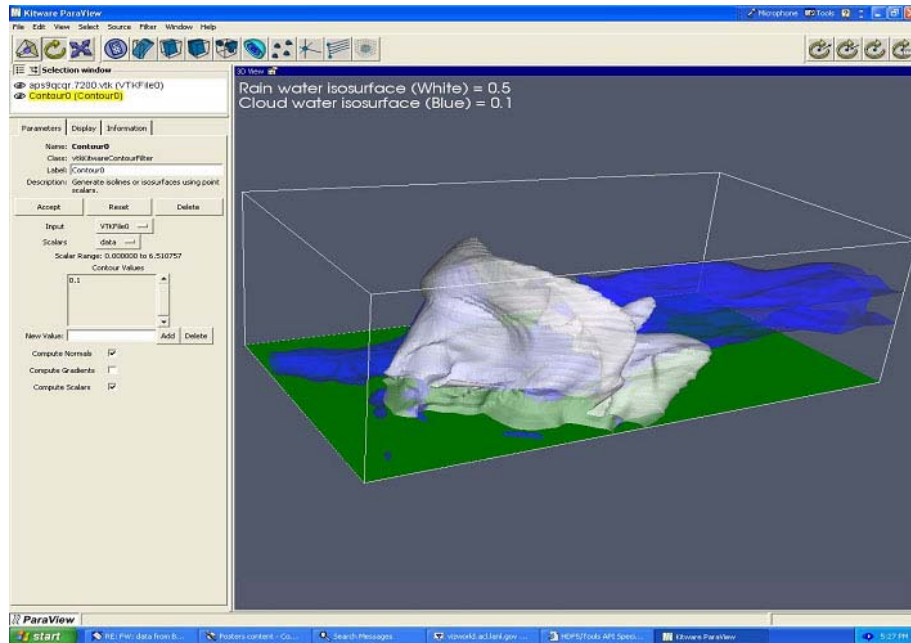 Kitware ParaView
Microphone Tools
File Edit View Select Source Filter Window Help
Selection window
aps9qcqr.7200.vtk (VTKFile0)
Contour0 (Contour0)
3D View
Rain water isosurface (White) = 0.5
Cloud water isosurface (Blue) = 0.1
Parameters Display Information
Name: Contour0
Class: vtkKitwareContourFilter
Label: Contour0
Description: Generate isolines or isosurfaces using point
scalars.
Accept Reset Delete
Input VTKFile0
Scalars data
Scalar Range: 0.000000 to 6.510757
Contour Values
0.1
New Value: Add Delete
Compute Normals
Compute Gradients
Compute Scalars
ParaView
start RE: FW: data from B... Posters content - Co... Search Messages vizworld.acl.lanl.gov ... HDF5/Tools API Speci... Kitware ParaView 5:27 PM